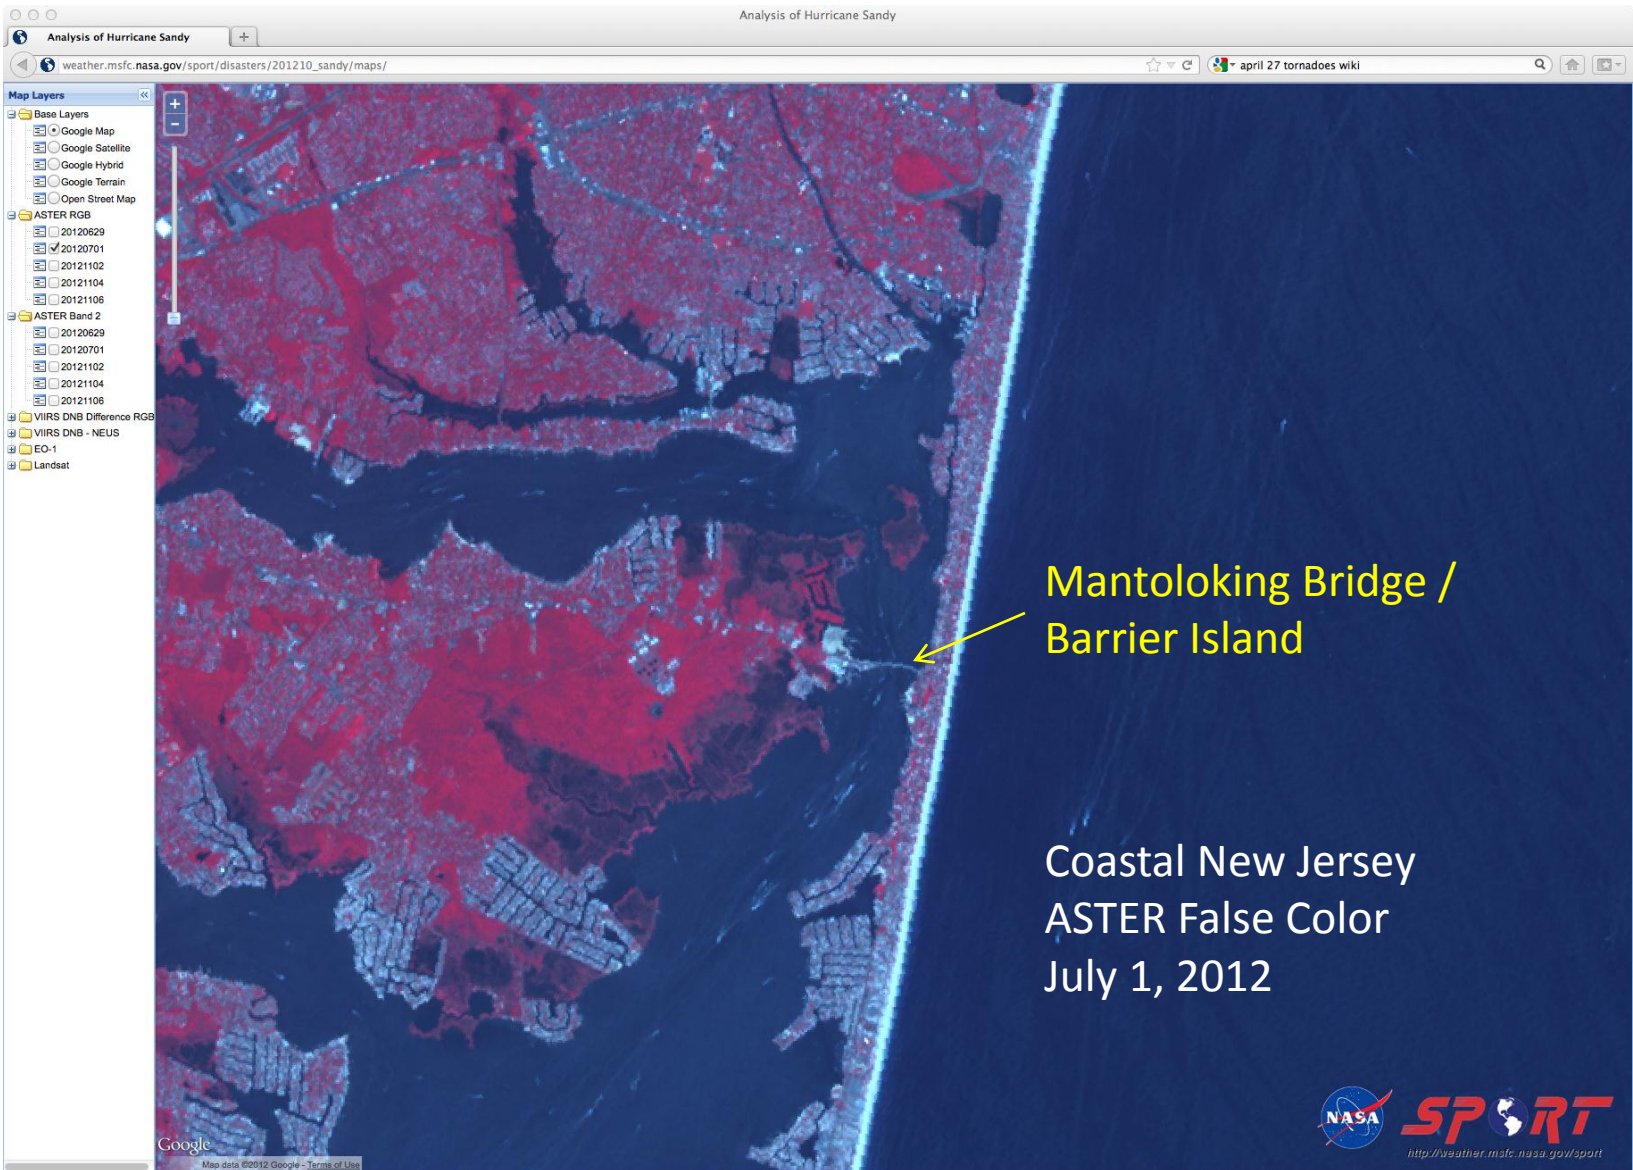 Analysis of Hurricane Sandy
Analysis of Hurricane Sandy
weather.msfc.nasa.gov/sport/disasters/201210_sandy/maps/
april 27 tornadoes wiki
Map Layers
Base Layers
Google Map
Google Satellite
Google Hybrid
Google Terrain
Open Street Map
ASTER RGB
20120629
20120701
20121102
20121104
20121106
ASTER Band 2
20120629
20120701
20121102
20121104
20121106
VIIRS DNB Difference RGB
VIIRS DNB - NEUS
EO-1
Landsat
Mantoloking Bridge /
Barrier Island
Coastal New Jersey
ASTER False Color
July 1, 2012
NASA
SPORT
http://weather.msfc.nasa.gov/sport
Google
Map data ©2012 Google - Terms of Use